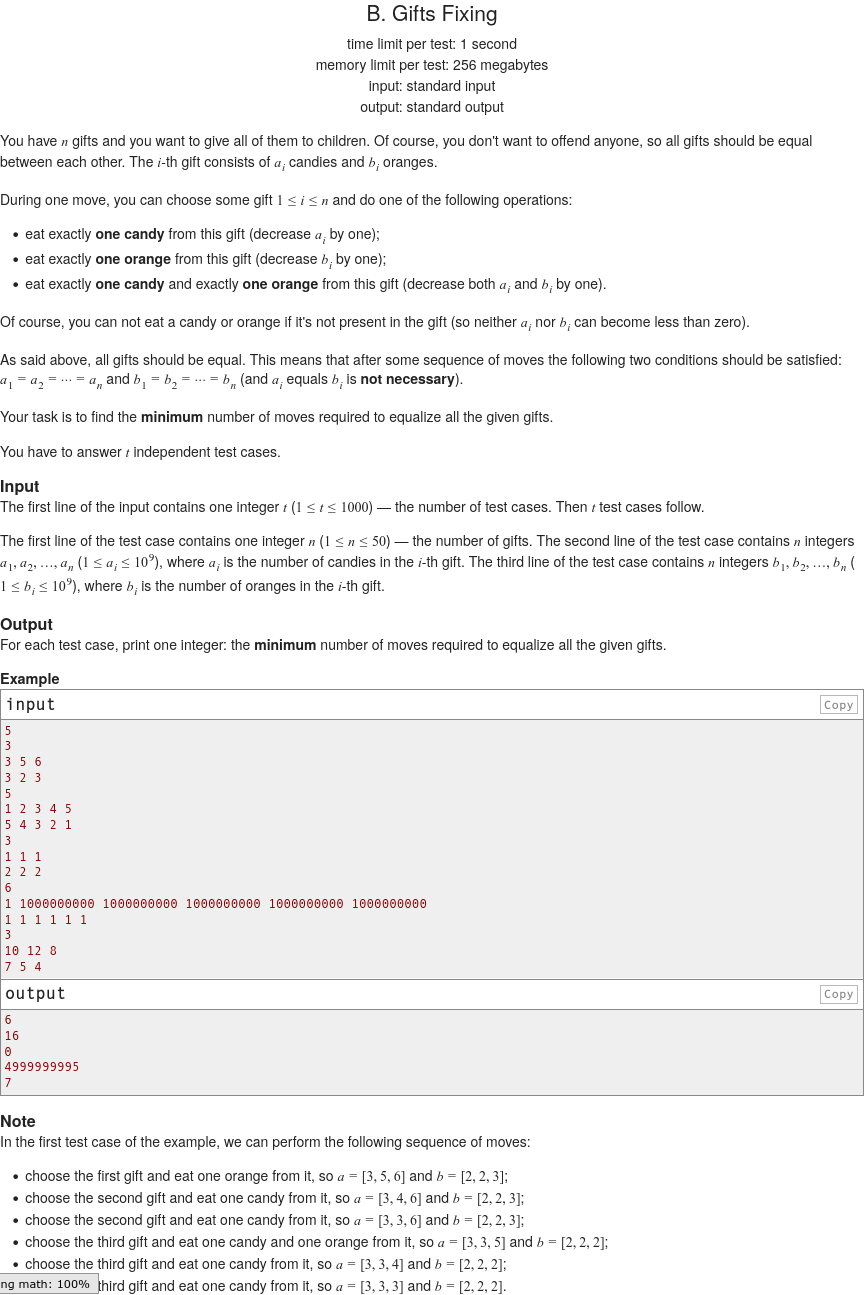 B. Gifts Fixing
time limit per test: 1 second
memory limit per test: 256 megabytes
input: standard input
output: standard output
You have n gifts and you want to give all of them to children. Of course, you don't want to offend anyone, so all gifts should be equal
between each other. The i-th gift consists of a_i candies and b_i oranges.
During one move, you can choose some gift 1 ≤ i ≤ n and do one of the following operations:
• eat exactly one candy from this gift (decrease a_i by one);
• eat exactly one orange from this gift (decrease b_i by one);
• eat exactly one candy and exactly one orange from this gift (decrease both a_i and b_i by one).
Of course, you can not eat a candy or orange if it's not present in the gift (so neither a_i nor b_i can become less than zero).
As said above, all gifts should be equal. This means that after some sequence of moves the following two conditions should be satisfied:
a_1 = a_2 = ⋯ = a_n and b_1 = b_2 = ⋯ = b_n (and a_i equals b_i is not necessary).
Your task is to find the minimum number of moves required to equalize all the given gifts.
You have to answer t independent test cases.
Input
The first line of the input contains one integer t (1 ≤ t ≤ 1000) — the number of test cases. Then t test cases follow.
The first line of the test case contains one integer n (1 ≤ n ≤ 50) — the number of gifts. The second line of the test case contains n integers
a_1, a_2, …, a_n (1 ≤ a_i ≤ 10^9), where a_i is the number of candies in the i-th gift. The third line of the test case contains n integers b_1, b_2, …, b_n (
1 ≤ b_i ≤ 10^9), where b_i is the number of oranges in the i-th gift.
Output
For each test case, print one integer: the minimum number of moves required to equalize all the given gifts.
Example
input Copy
5
3
3 5 6
3 2 3
5
1 2 3 4 5
5 4 3 2 1
3
1 1 1
2 2 2
6
1 1000000000 1000000000 1000000000 1000000000 1000000000
1 1 1 1 1 1
3
10 12 8
7 5 4
output Copy
6
16
0
4999999995
7
Note
In the first test case of the example, we can perform the following sequence of moves:
• choose the first gift and eat one orange from it, so a = [3, 5, 6] and b = [2, 2, 3];
• choose the second gift and eat one candy from it, so a = [3, 4, 6] and b = [2, 2, 3];
• choose the second gift and eat one candy from it, so a = [3, 3, 6] and b = [2, 2, 3];
• choose the third gift and eat one candy and one orange from it, so a = [3, 3, 5] and b = [2, 2, 2];
• choose the third gift and eat one candy from it, so a = [3, 3, 4] and b = [2, 2, 2];
ng math: 100% third gift and eat one candy from it, so a = [3, 3, 3] and b = [2, 2, 2].